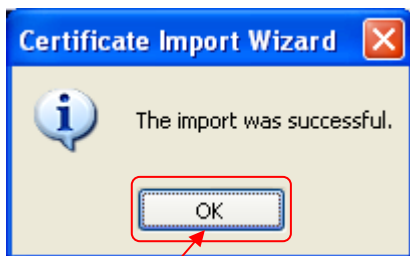 Certificate Import Wizard
The import was successful.
OK